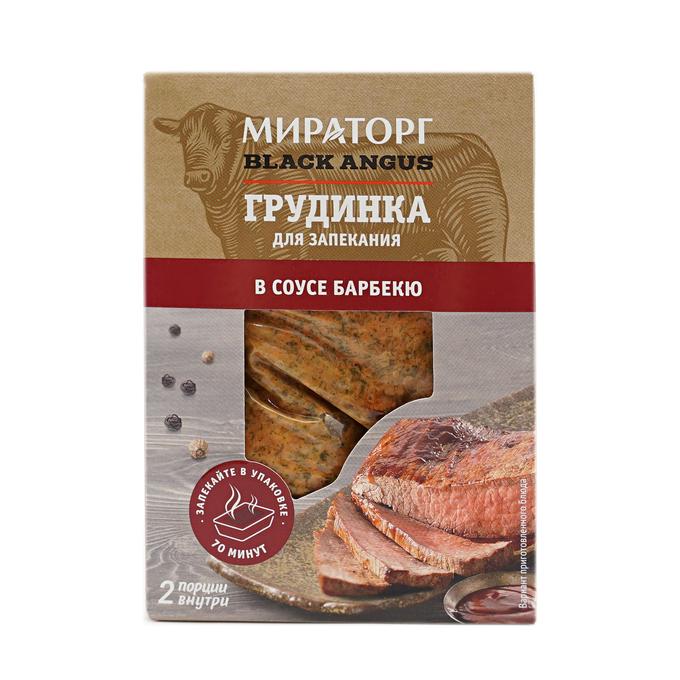 МИРАТОРГ
BLACK ANGUS
ГРУДИНКА
ДЛЯ ЗАПЕКАНИЯ
В СОУСЕ БАРБЕКЮ
· ЗАПЕКАЙТЕ В УПАКОВКЕ ·
70 МИНУТ
2 порции
внутри
Вариант приготовленного блюда